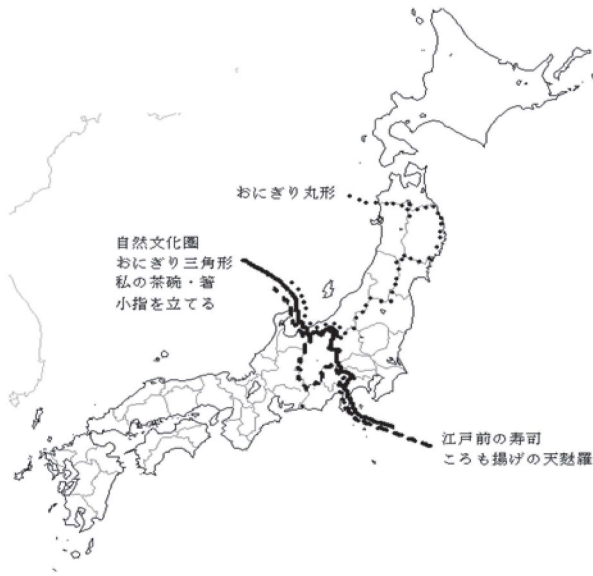 おにぎり丸形
自然文化圏
おにぎり三角形
私の茶碗・箸
小指を立てる
江戸前の寿司
ころも揚げの天麩羅